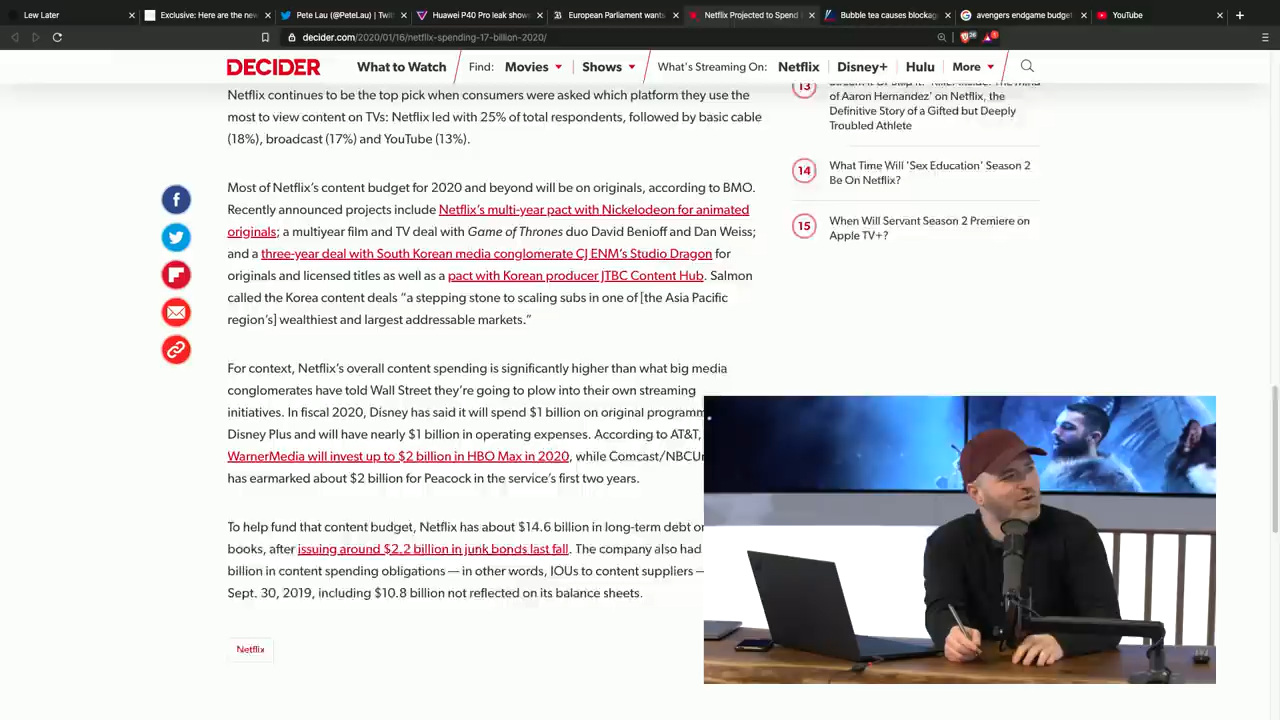 Lew Later
Exclusive: Here are the new
Pete Lau (@PeteLau) | Twit
Huawei P40 Pro leak show
European Parliament wants
Netflix Projected to Spend
Bubble tea causes blockag
avengers endgame budget
YouTube
decider.com/2020/01/16/netflix-spending-17-billion-2020/
DECIDER
What to Watch
Find:
Movies
Shows
What's Streaming On:
Netflix
Disney+
Hulu
More
Netflix continues to be the top pick when consumers were asked which platform they use the
most to view content on TVs: Netflix led with 25% of total respondents, followed by basic cable
(18%), broadcast (17%) and YouTube (13%).
Most of Netflix's content budget for 2020 and beyond will be on originals, according to BMO.
Recently announced projects include Netflix's multi-year pact with Nickelodeon for animated
originals; a multiyear film and TV deal with Game of Thrones duo David Benioff and Dan Weiss;
and a three-year deal with South Korean media conglomerate CJ ENM's Studio Dragon for
originals and licensed titles as well as a pact with Korean producer JTBC Content Hub. Salmon
called the Korea content deals “a stepping stone to scaling subs in one of [the Asia Pacific
region's] wealthiest and largest addressable markets.”
For context, Netflix's overall content spending is significantly higher than what big media
conglomerates have told Wall Street they're going to plow into their own streaming
initiatives. In fiscal 2020, Disney has said it will spend $1 billion on original programm
Disney Plus and will have nearly $1 billion in operating expenses. According to AT&T,
WarnerMedia will invest up to $2 billion in HBO Max in 2020, while Comcast/NBCUn
has earmarked about $2 billion for Peacock in the service's first two years.
To help fund that content budget, Netflix has about $14.6 billion in long-term debt on
books, after issuing around $2.2 billion in junk bonds last fall. The company also had
billion in content spending obligations — in other words, IOUs to content suppliers —
Sept. 30, 2019, including $10.8 billion not reflected on its balance sheets.
Netflix
13
of Aaron Hernandez' on Netflix, the
Definitive Story of a Gifted but Deeply
Troubled Athlete
14
What Time Will 'Sex Education' Season 2
Be On Netflix?
15
When Will Servant Season 2 Premiere on
Apple TV+?